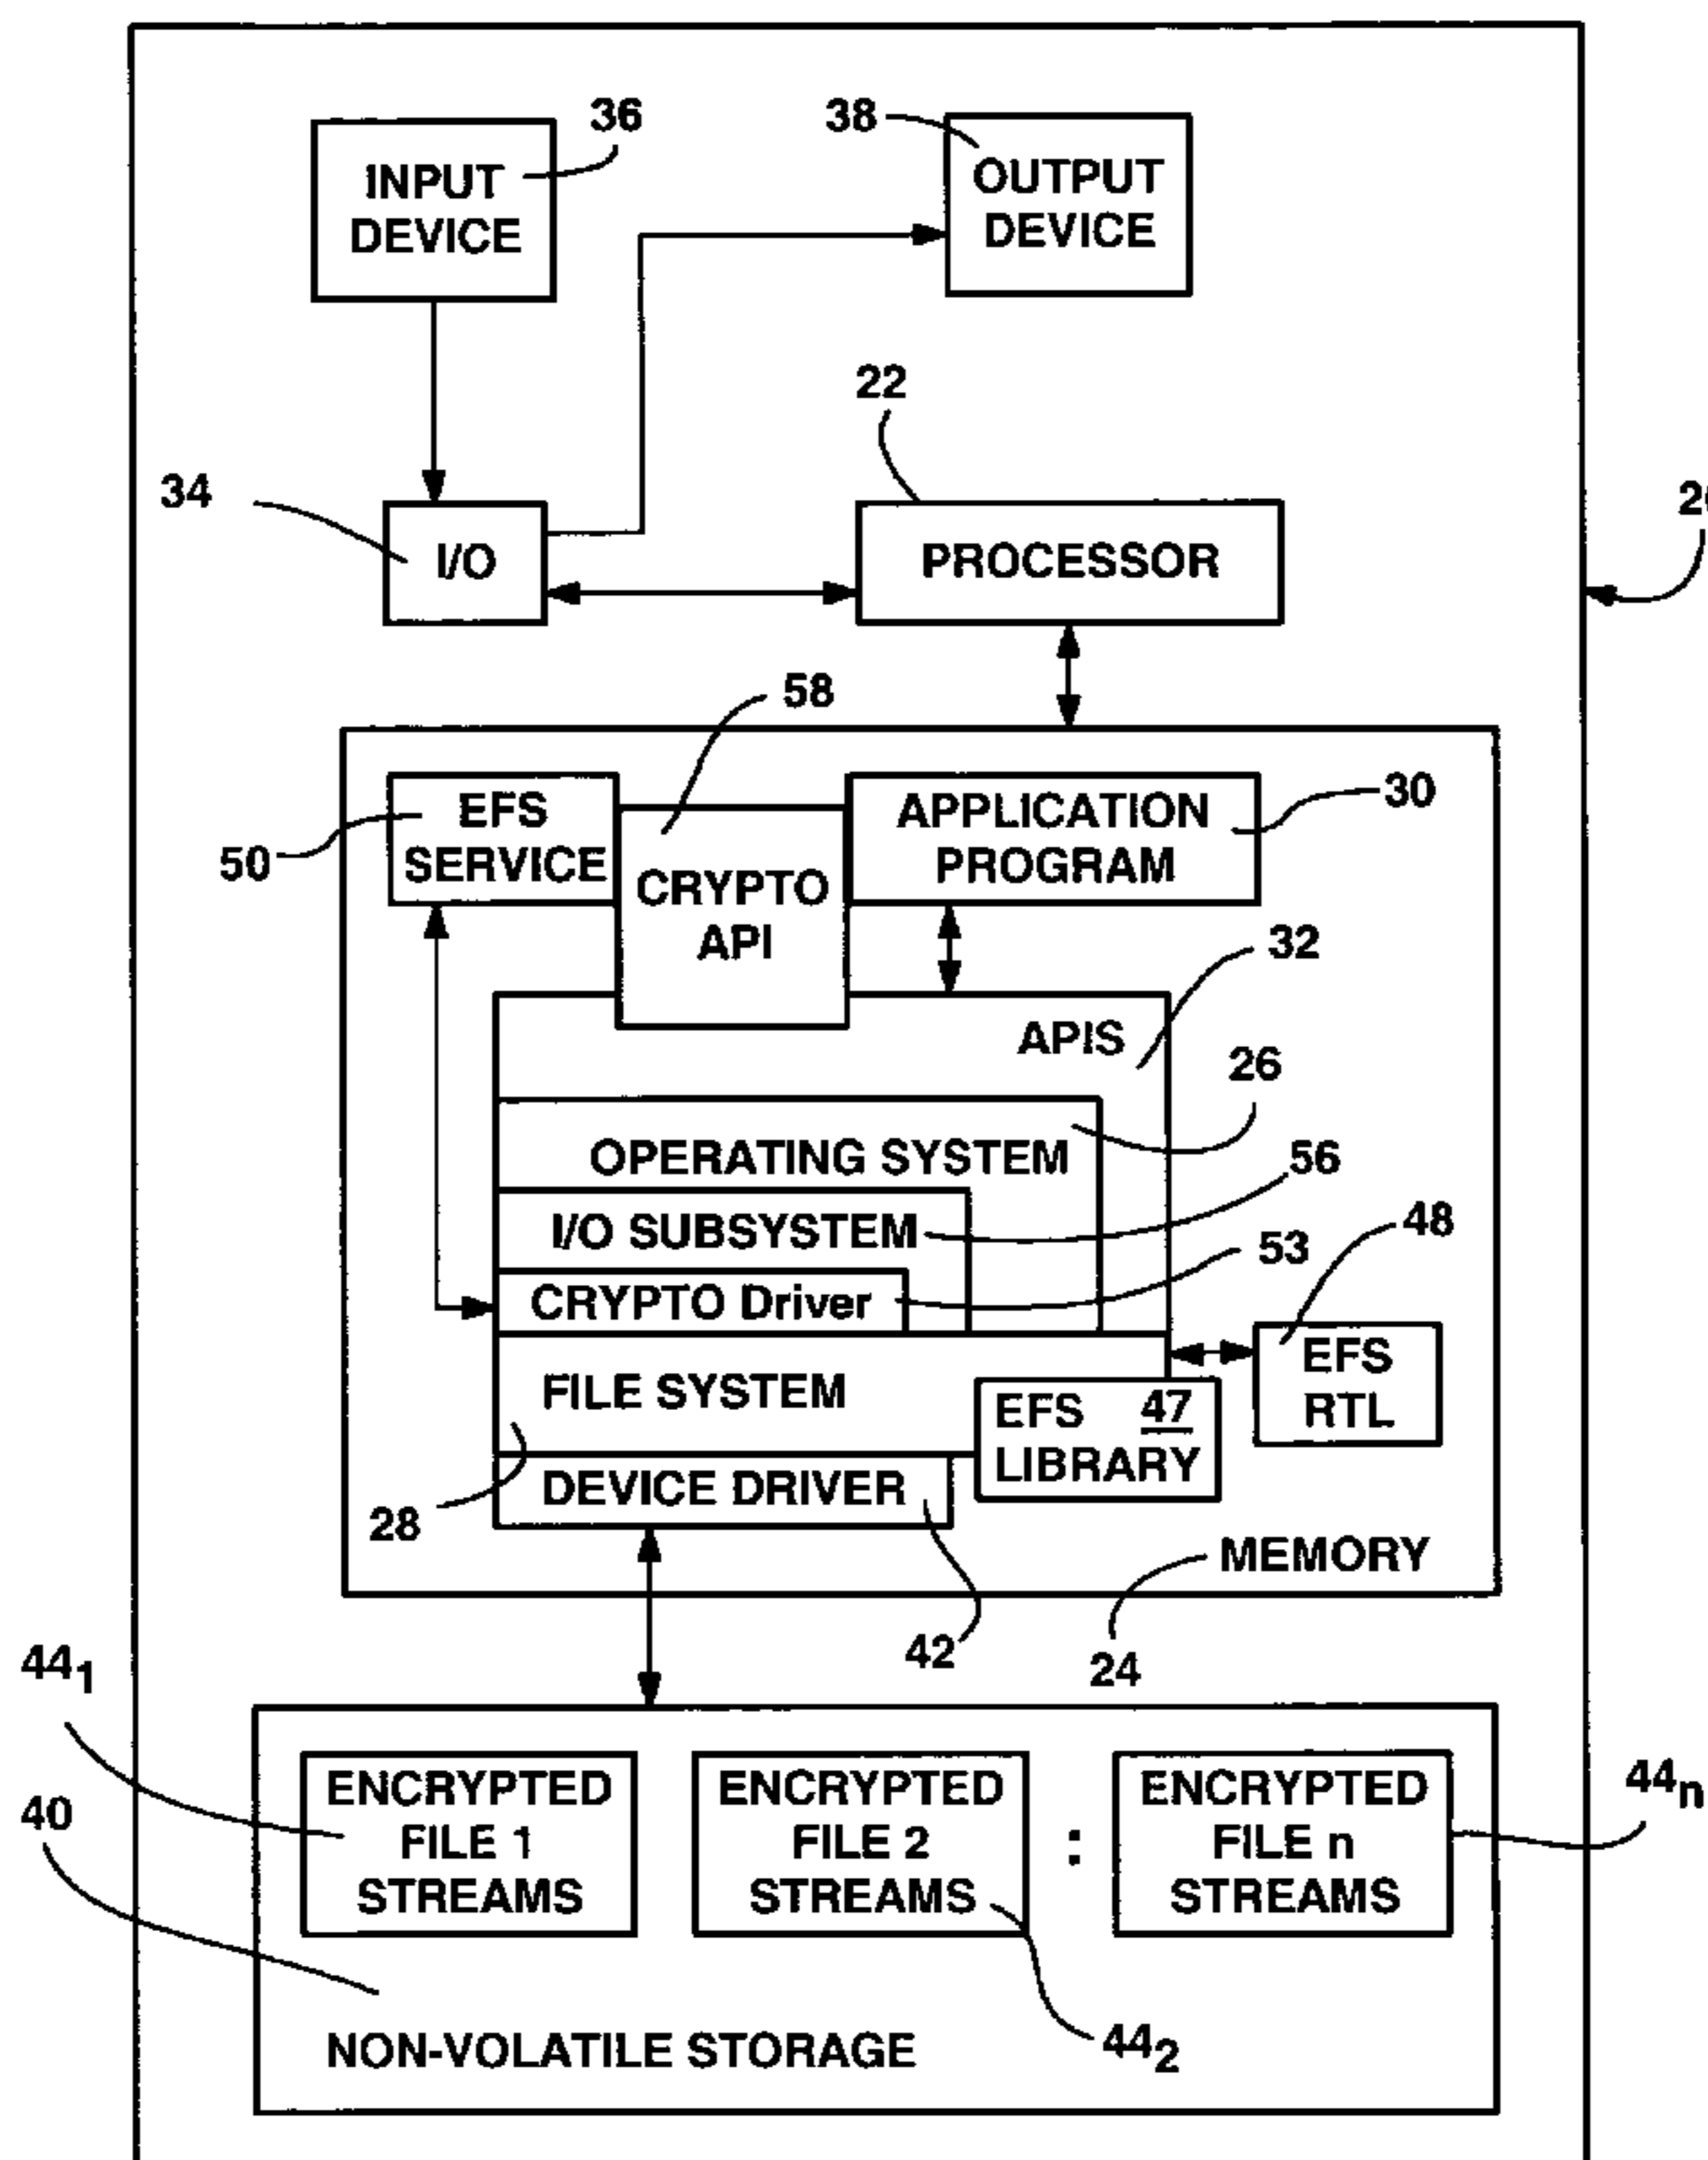 36
38
INPUT
DEVICE
OUTPUT
DEVICE
22
34
I/O
PROCESSOR
58
EFS
SERVICE
50
CRYPTO
API
APPLICATION
PROGRAM
30
32
APIS
26
OPERATING SYSTEM
56
I/O SUBSYSTEM
48
53
CRYPTO Driver
EFS
RTL
FILE SYSTEM
EFS 47
LIBRARY
DEVICE DRIVER
28
MEMORY
42
24
44₁
40
ENCRYPTED
FILE 1
STREAMS
ENCRYPTED
FILE 2
STREAMS
:
ENCRYPTED
FILE n
STREAMS
44ₙ
44₂
NON-VOLATILE STORAGE